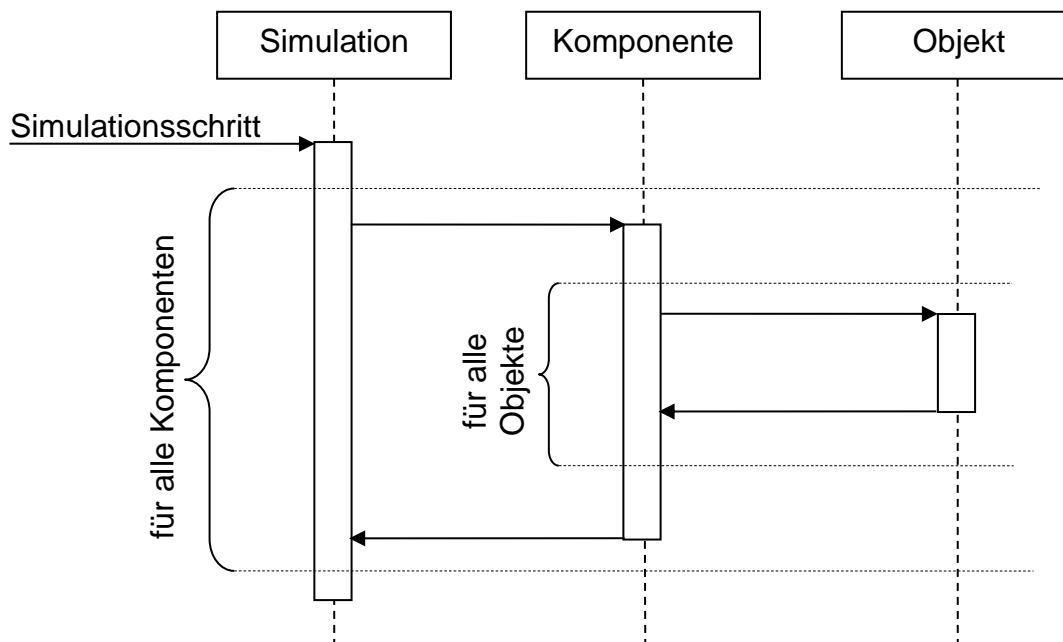 Simulation
Komponente
Objekt
Simulationsschritt
für alle Komponenten
für alle
Objekte